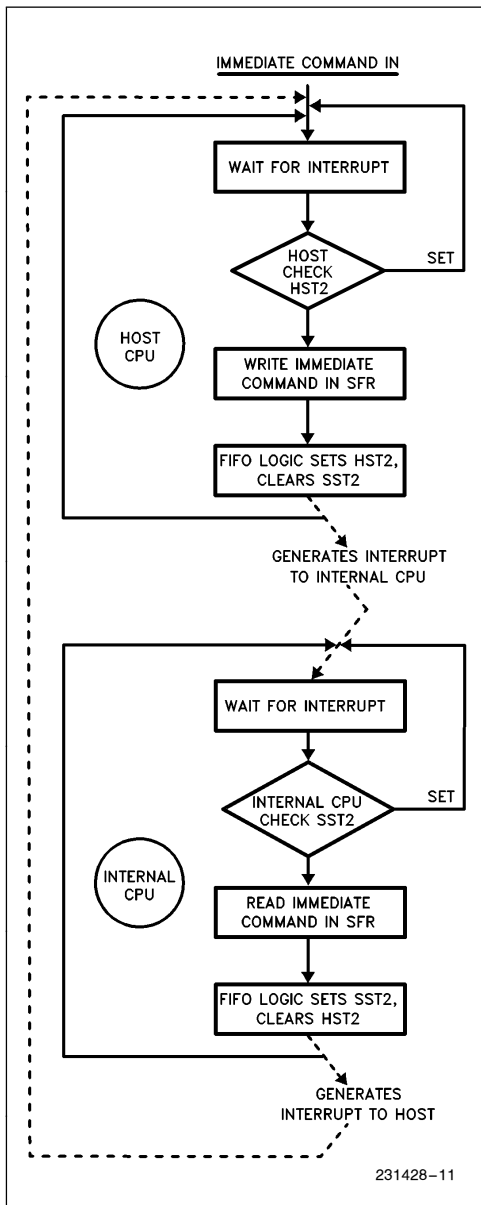 IMMEDIATE COMMAND IN
WAIT FOR INTERRUPT
HOST
CHECK
HST2
SET
HOST
CPU
WRITE IMMEDIATE
COMMAND IN SFR
FIFO LOGIC SETS HST2,
CLEARS SST2
GENERATES INTERRUPT
TO INTERNAL CPU
WAIT FOR INTERRUPT
INTERNAL CPU
CHECK SST2
SET
INTERNAL
CPU
READ IMMEDIATE
COMMAND IN SFR
FIFO LOGIC SETS SST2,
CLEARS HST2
GENERATES
INTERRUPT TO HOST
231428–11